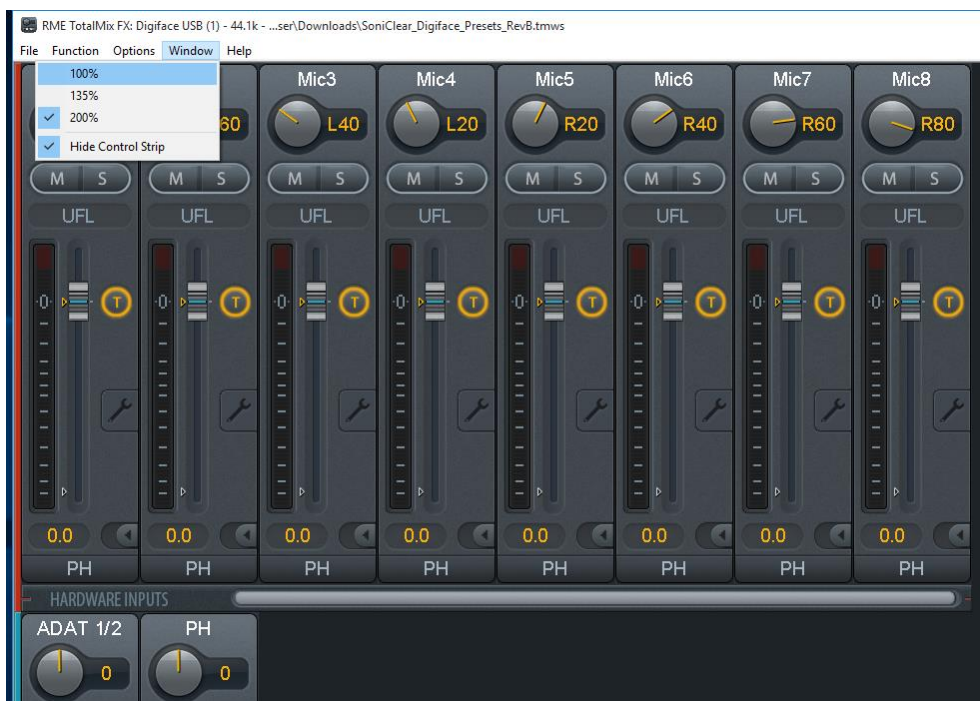 RME TotalMix FX: Digiface USB (1) - 44.1k - ...ser\Downloads\SoniClear_Digiface_Presets_RevB.tmws
File Function Options Window Help
100%
135%
200%
Hide Control Strip
Mic3 Mic4 Mic5 Mic6 Mic7 Mic8
60 L40 L20 R20 R40 R60 R80
M S M S M S M S M S M S M S M S
UFL UFL UFL UFL UFL UFL UFL UFL
-0- T -0- T -0- T -0- T -0- T -0- T -0- T -0- T
0.0 0.0 0.0 0.0 0.0 0.0 0.0 0.0
PH PH PH PH PH PH PH PH
HARDWARE INPUTS
ADAT 1/2 PH
0 0